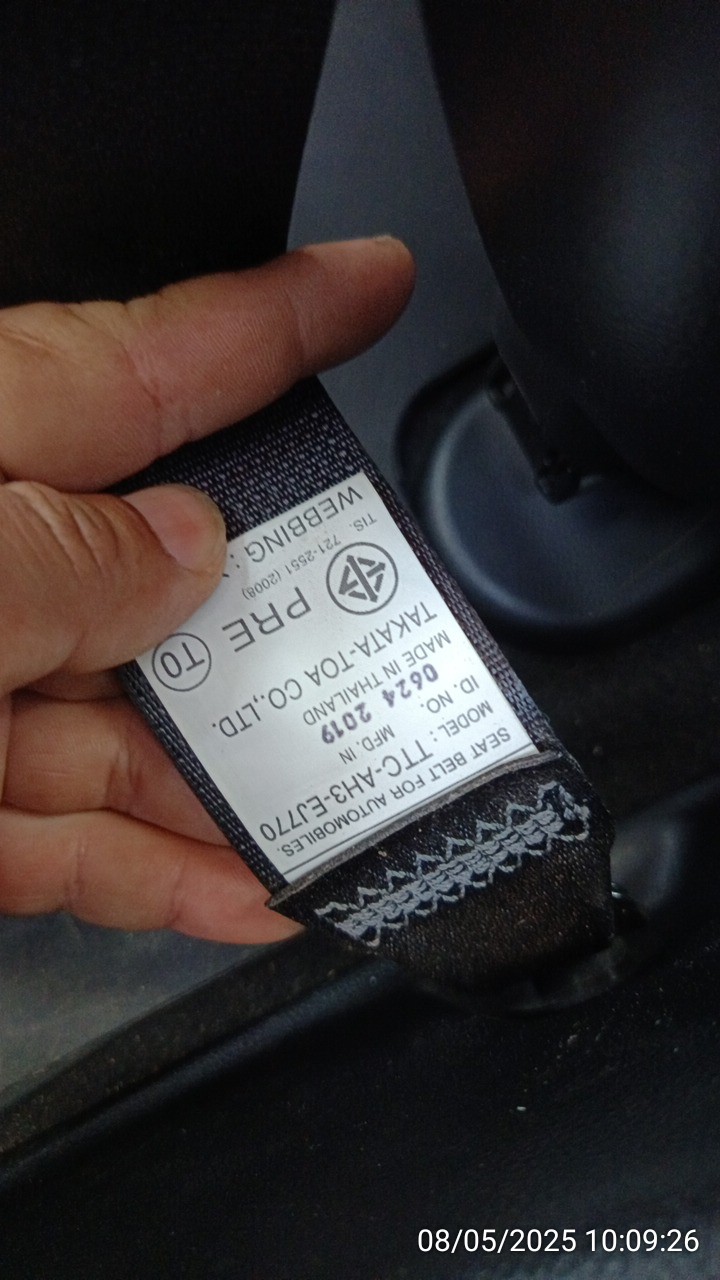 SEAT BELT FOR AUTOMOBILES.
MODEL : TTC-AH3-EJ770
ID. NO. MFD. IN
0624 2019
MADE IN THAILAND
TAKATA-TOA CO.,LTD.
PRE TO
TIS. 721-2551 (2008)
WEBBING :
08/05/2025 10:09:26